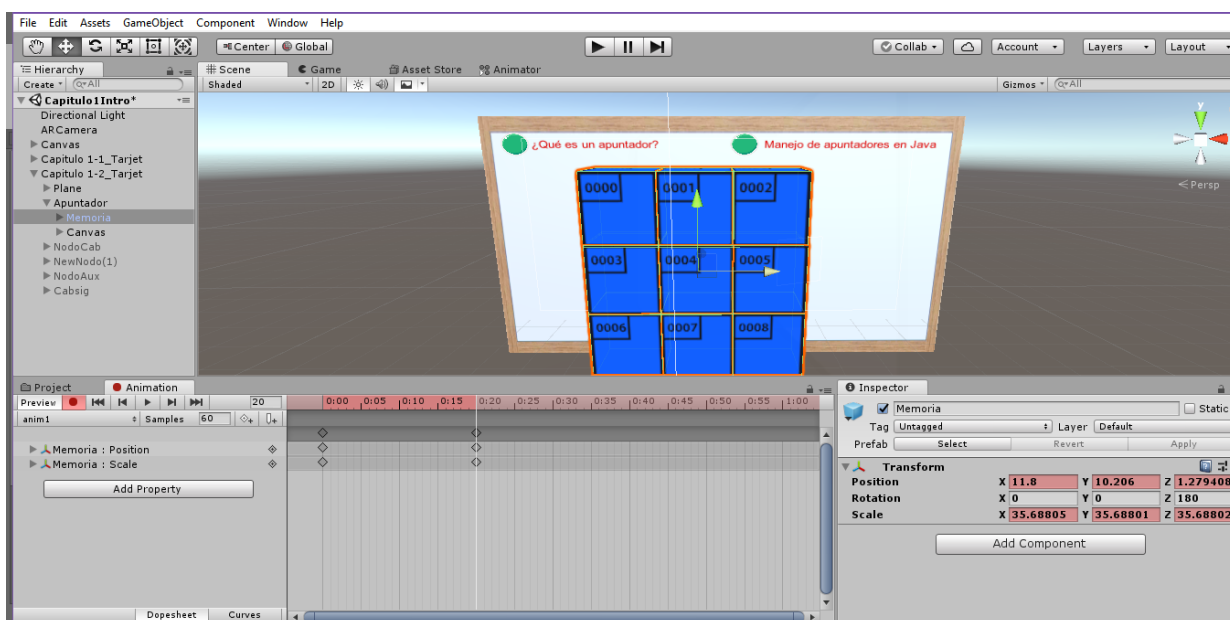 File Edit Assets GameObject Component Window Help
Center Global Collab Account Layers Layout
Hierarchy
Create All
Capitulo1Intro*
Directional Light
ARCamera
Canvas
Capitulo 1-1_Tarjet
Capitulo 1-2_Tarjet
Plane
Apuntador
Memoria
Canvas
NodoCab
NewNodo(1)
NodoAux
Cabsig
Scene Game Asset Store Animator
Shaded 2D Gizmos All
¿Qué es un apuntador? Manejo de apuntadores en Java
0000 0001 0002
0003 0004 0005
0006 0007 0008
y
Persp
Project Animation
Preview 20 0:00 0:05 0:10 0:15 0:20 0:25 0:30 0:35 0:40 0:45 0:50 0:55 1:00
anim1 Samples 60
Memoria : Position
Memoria : Scale
Add Property
Dopesheet Curves
Inspector
Memoria Static
Tag Untagged Layer Default
Prefab Select Revert Apply
Transform
Position X 11.8 Y 10.206 Z 1.279408
Rotation X 0 Y 0 Z 180
Scale X 35.68805 Y 35.68801 Z 35.68802
Add Component